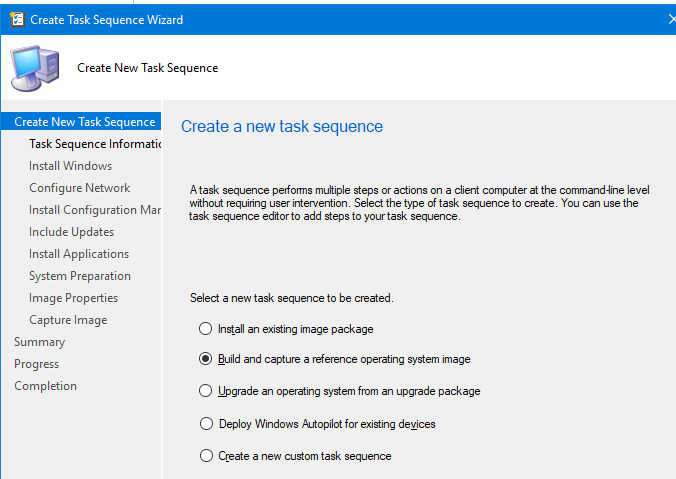 Create Task Sequence Wizard
Create New Task Sequence
Create New Task Sequence
Task Sequence Informatic
Install Windows
Configure Network
Install Configuration Mar
Include Updates
Install Applications
System Preparation
Image Properties
Capture Image
Summary
Progress
Completion
Create a new task sequence
A task sequence performs multiple steps or actions on a client computer at the command-line level
without requiring user intervention. Select the type of task sequence to create. You can use the
task sequence editor to add steps to your task sequence.
Select a new task sequence to be created.
Install an existing image package
Build and capture a reference operating system image
Upgrade an operating system from an upgrade package
Deploy Windows Autopilot for existing devices
Create a new custom task sequence